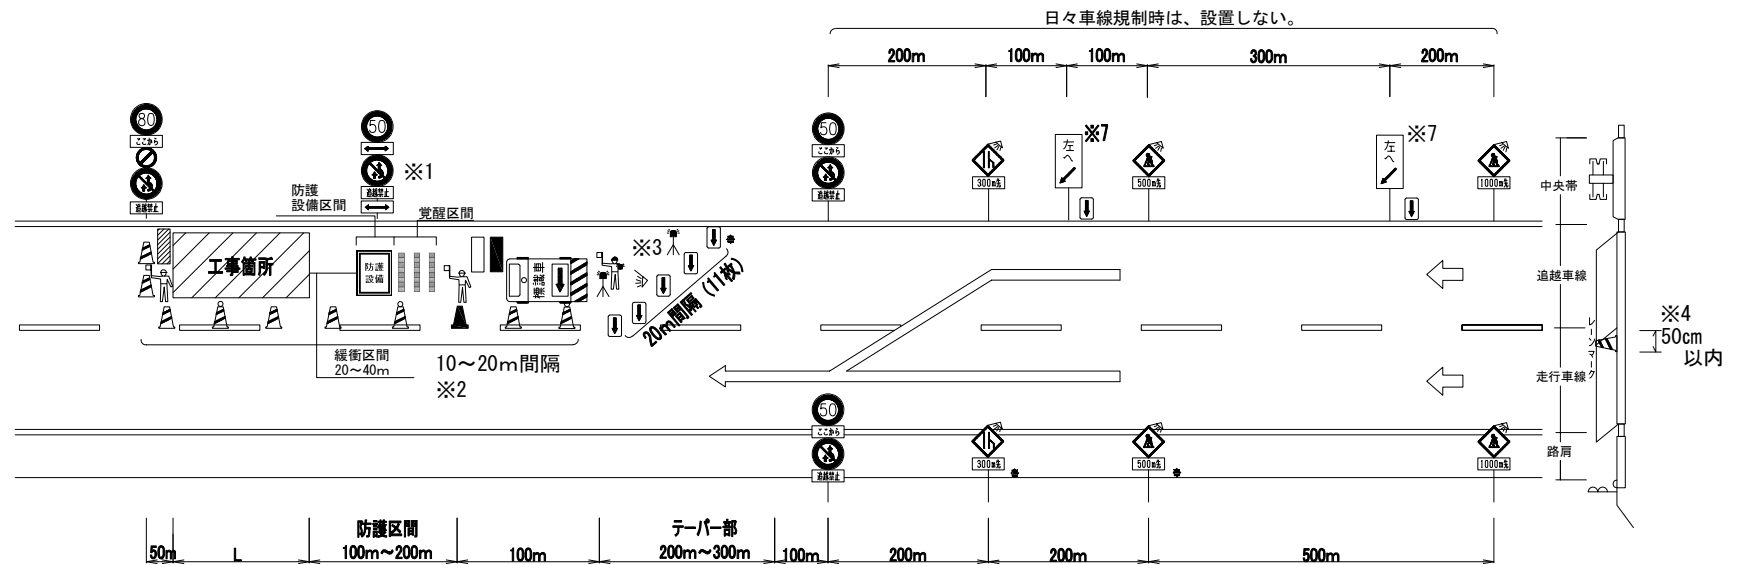 日々車線規制時は、設置しない。
200m
100m
100m
300m
200m
80
ここから
追越禁止
50
追越禁止
※1
50
ここから
追越禁止
300m先
左へ
※7
500m先
左へ
※7
1000m先
中央帯
防護
設備区間
覚醒区間
工事箇所
防護
設備
標識車
※3
20m間隔（11枚）
追越車線
緩衝区間
20～40m
10～20m間隔
※2
レーンマーク
※4
50cm
以内
走行車線
50
ここから
追越禁止
300m先
500m先
1000m先
路肩
防護区間
テーパー部
50m
L
100m～200m
100m
200m～300m
100m
200m
200m
500m